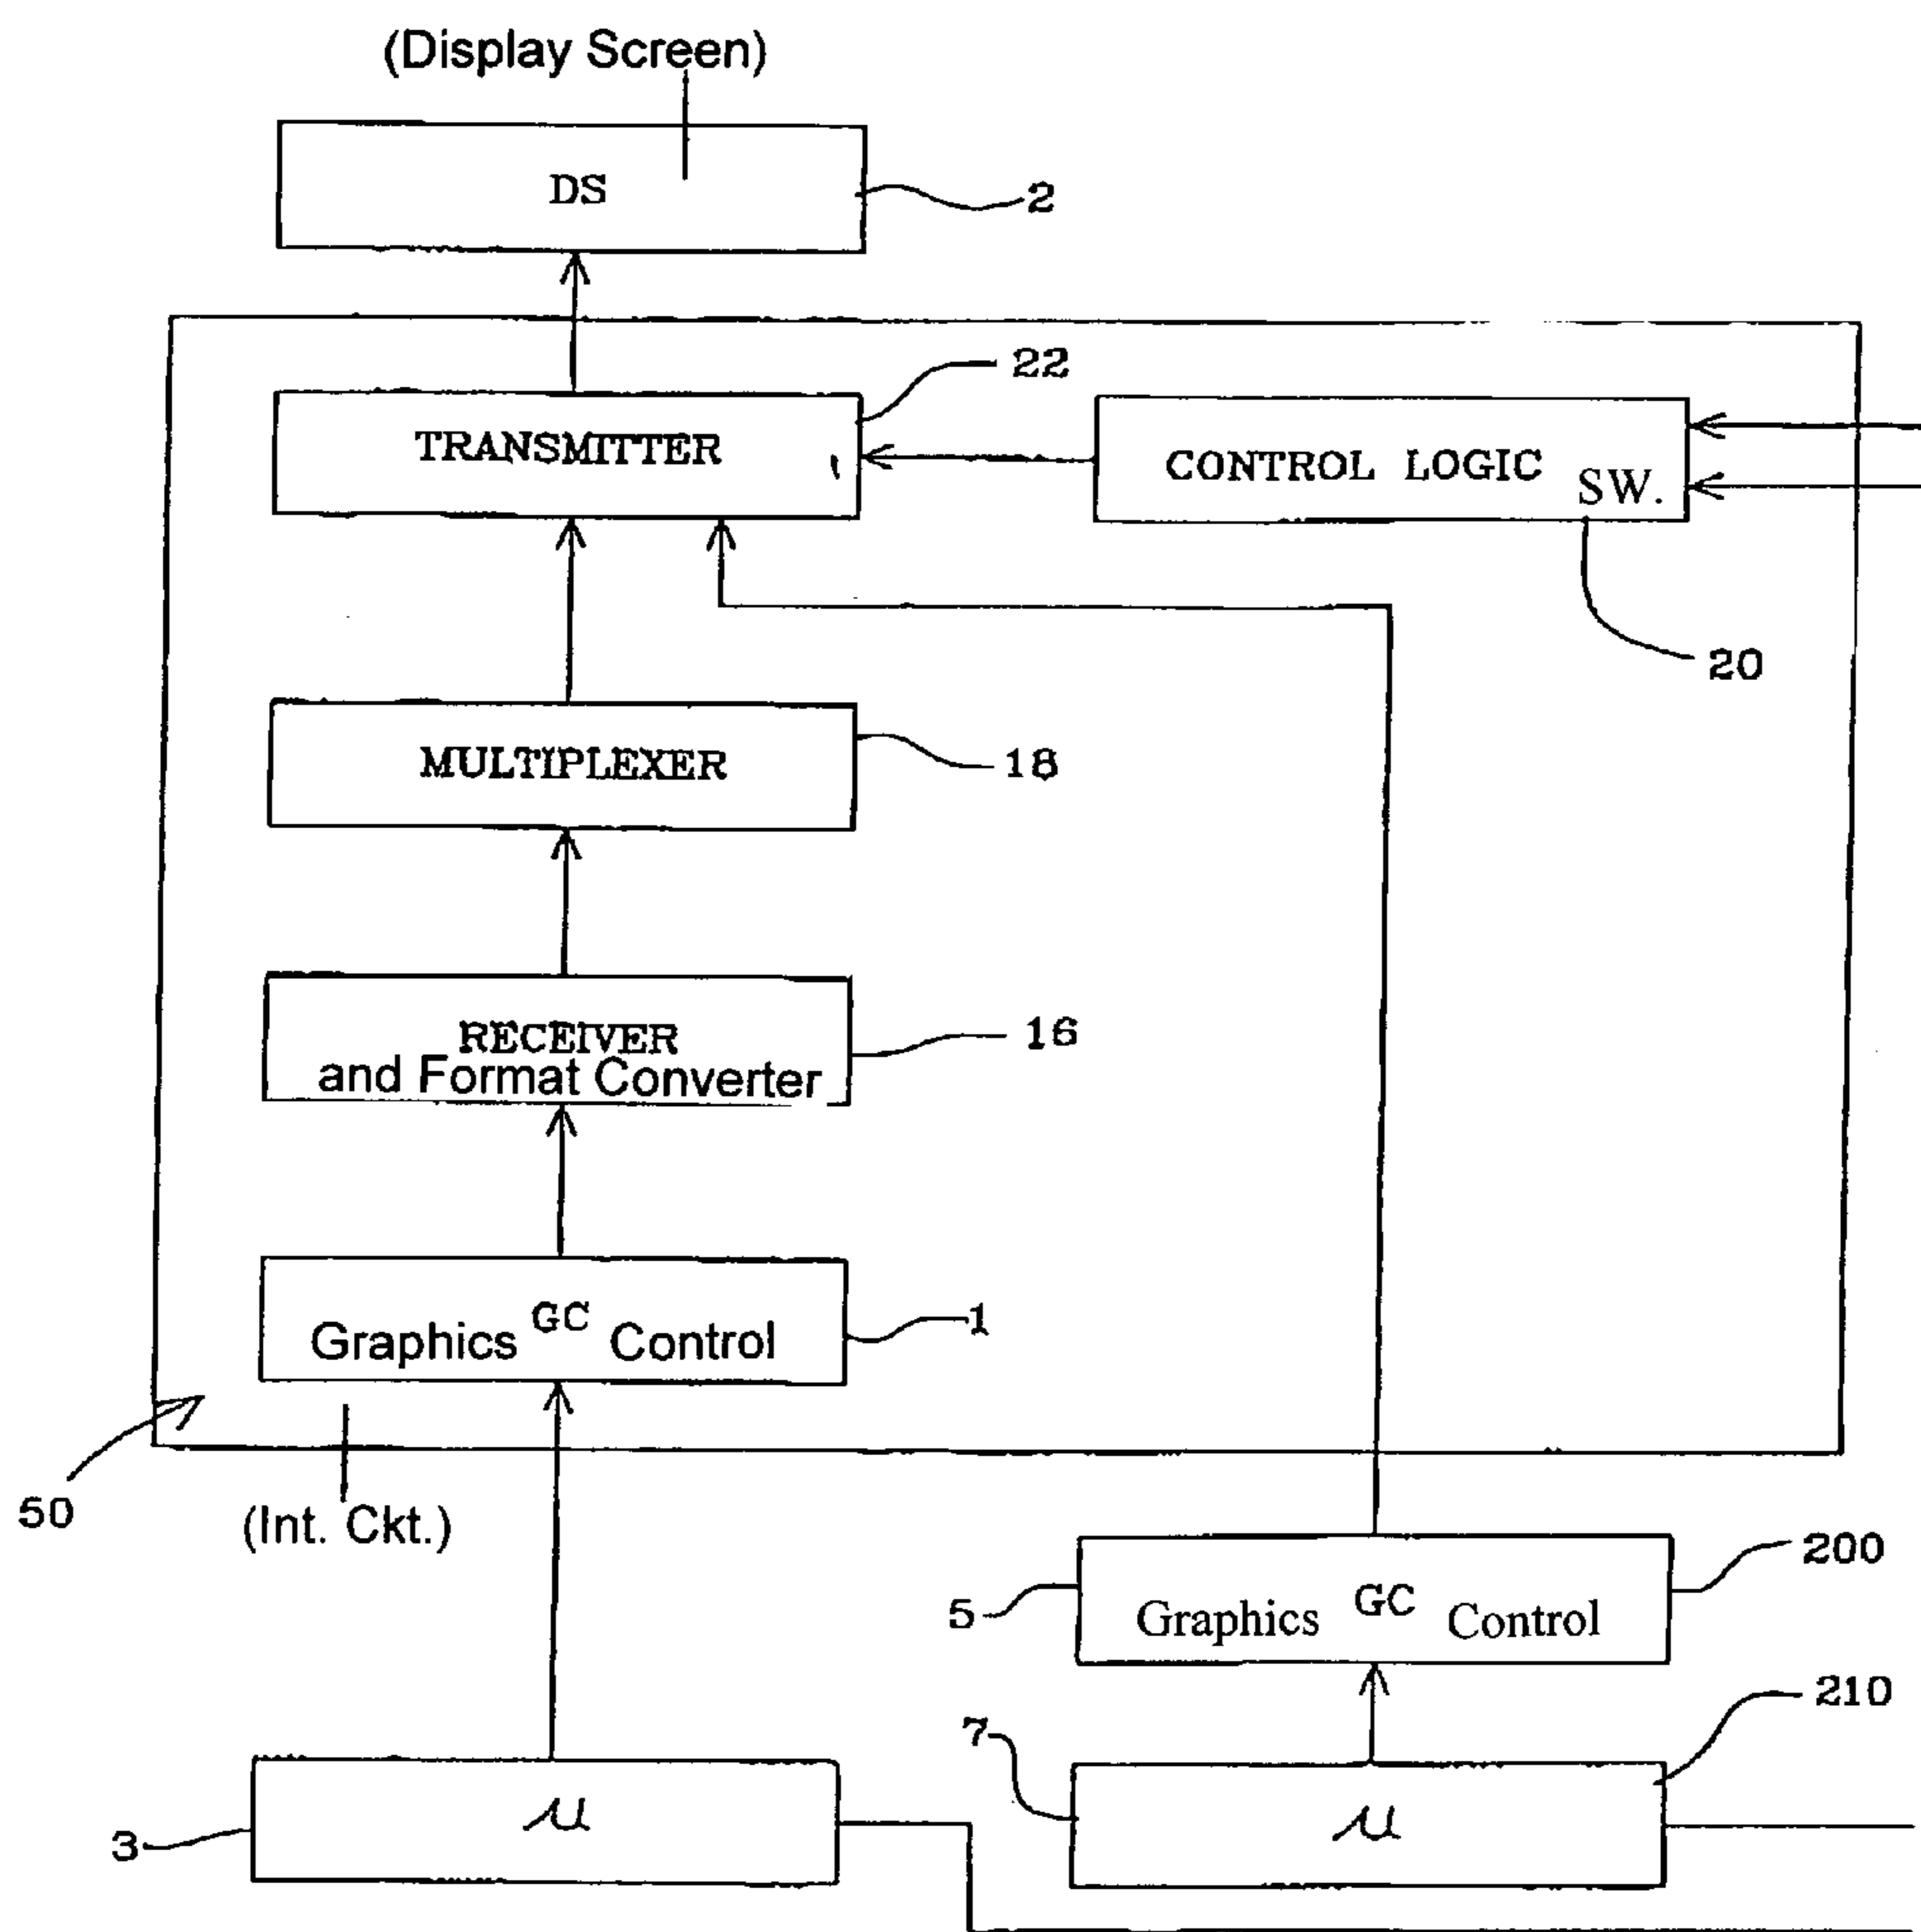 (Display Screen)
DS
2
22
TRANSMITTER
CONTROL LOGIC SW.
20
MULTIPLEXER
18
RECEIVER
and Format Converter
16
GC
Graphics Control
1
50
(Int. Ckt.)
200
5
GC
Graphics Control
210
7
μ
μ
3